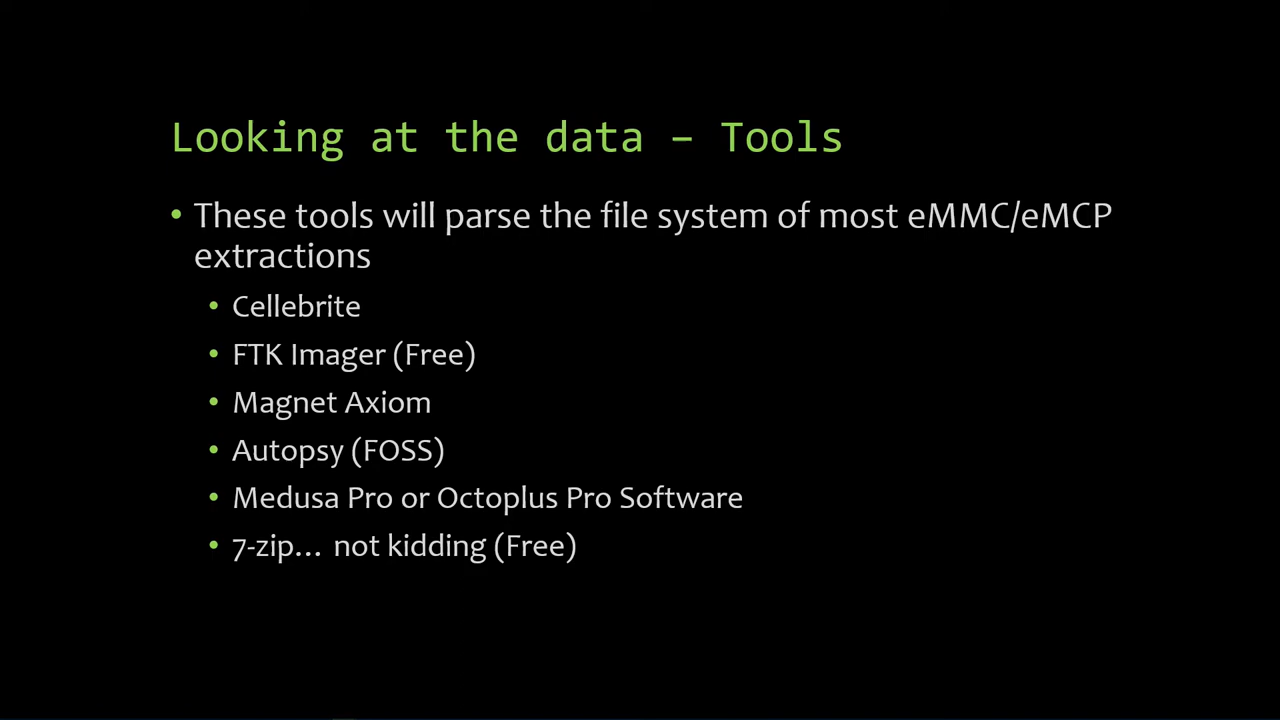 Looking at the data – Tools
• These tools will parse the file system of most eMMC/eMCP
extractions
• Cellebrite
• FTK Imager (Free)
• Magnet Axiom
• Autopsy (FOSS)
• Medusa Pro or Octoplus Pro Software
• 7-zip… not kidding (Free)